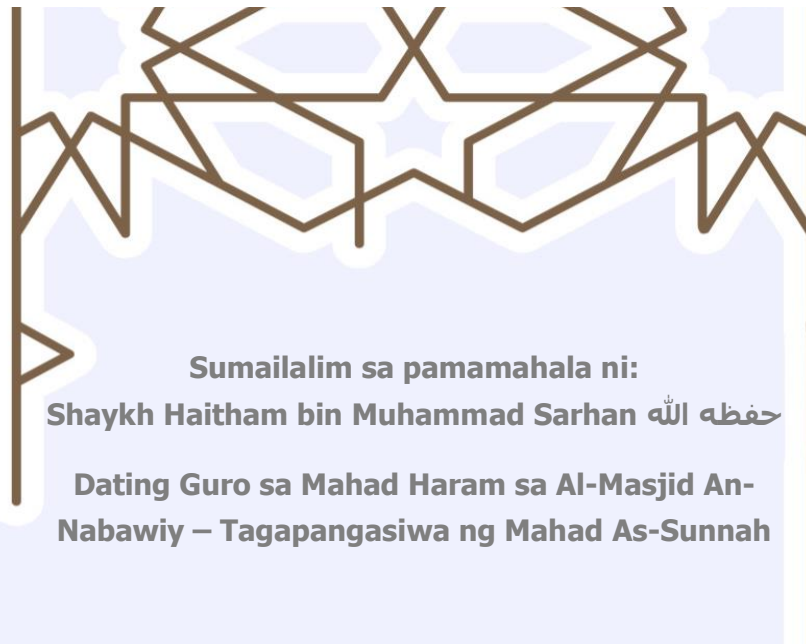 Sumailalim sa pamamahala ni:
Shaykh Haitham bin Muhammad Sarhan حفظه الله
Dating Guro sa Mahad Haram sa Al-Masjid An-
Nabawiy – Tagapangasiwa ng Mahad As-Sunnah